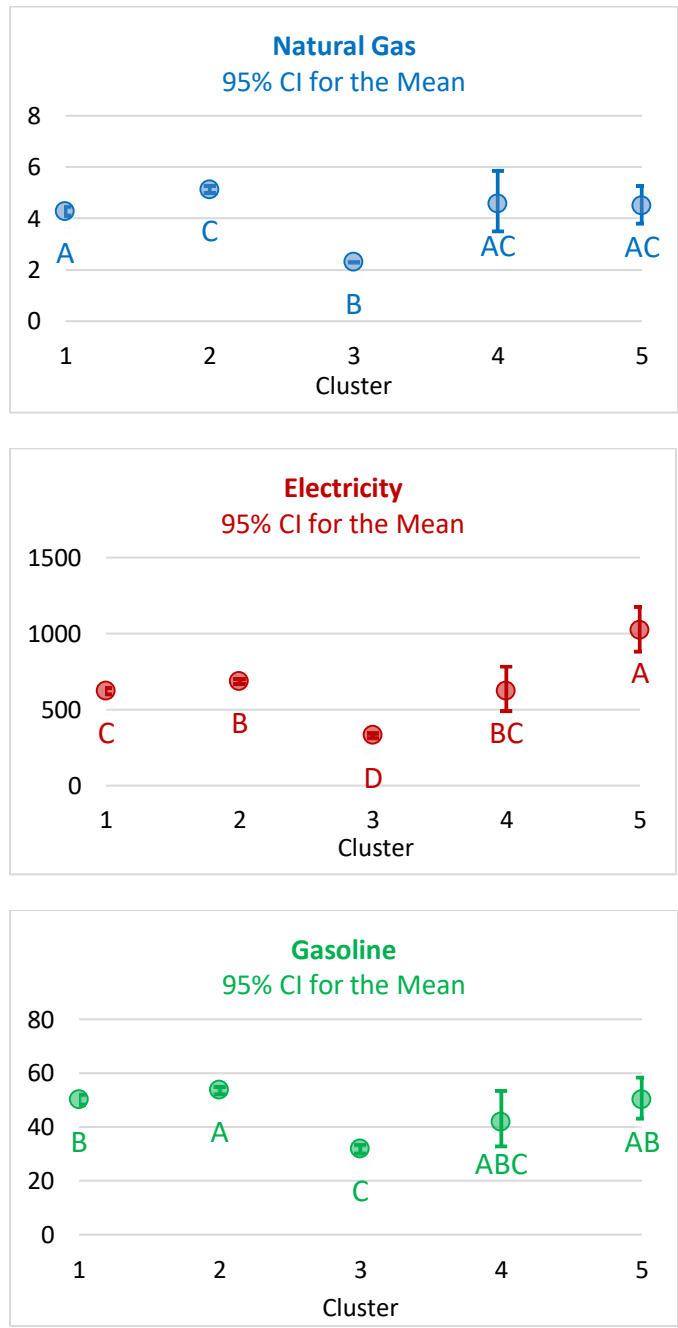 Natural Gas
95% CI for the Mean
8
6
4
2
0
A
C
B
AC
AC
1 2 3 4 5
Cluster
Electricity
95% CI for the Mean
1500
1000
500
0
C
B
D
BC
A
1 2 3 4 5
Cluster
Gasoline
95% CI for the Mean
80
60
40
20
0
B
A
C
ABC
AB
1 2 3 4 5
Cluster